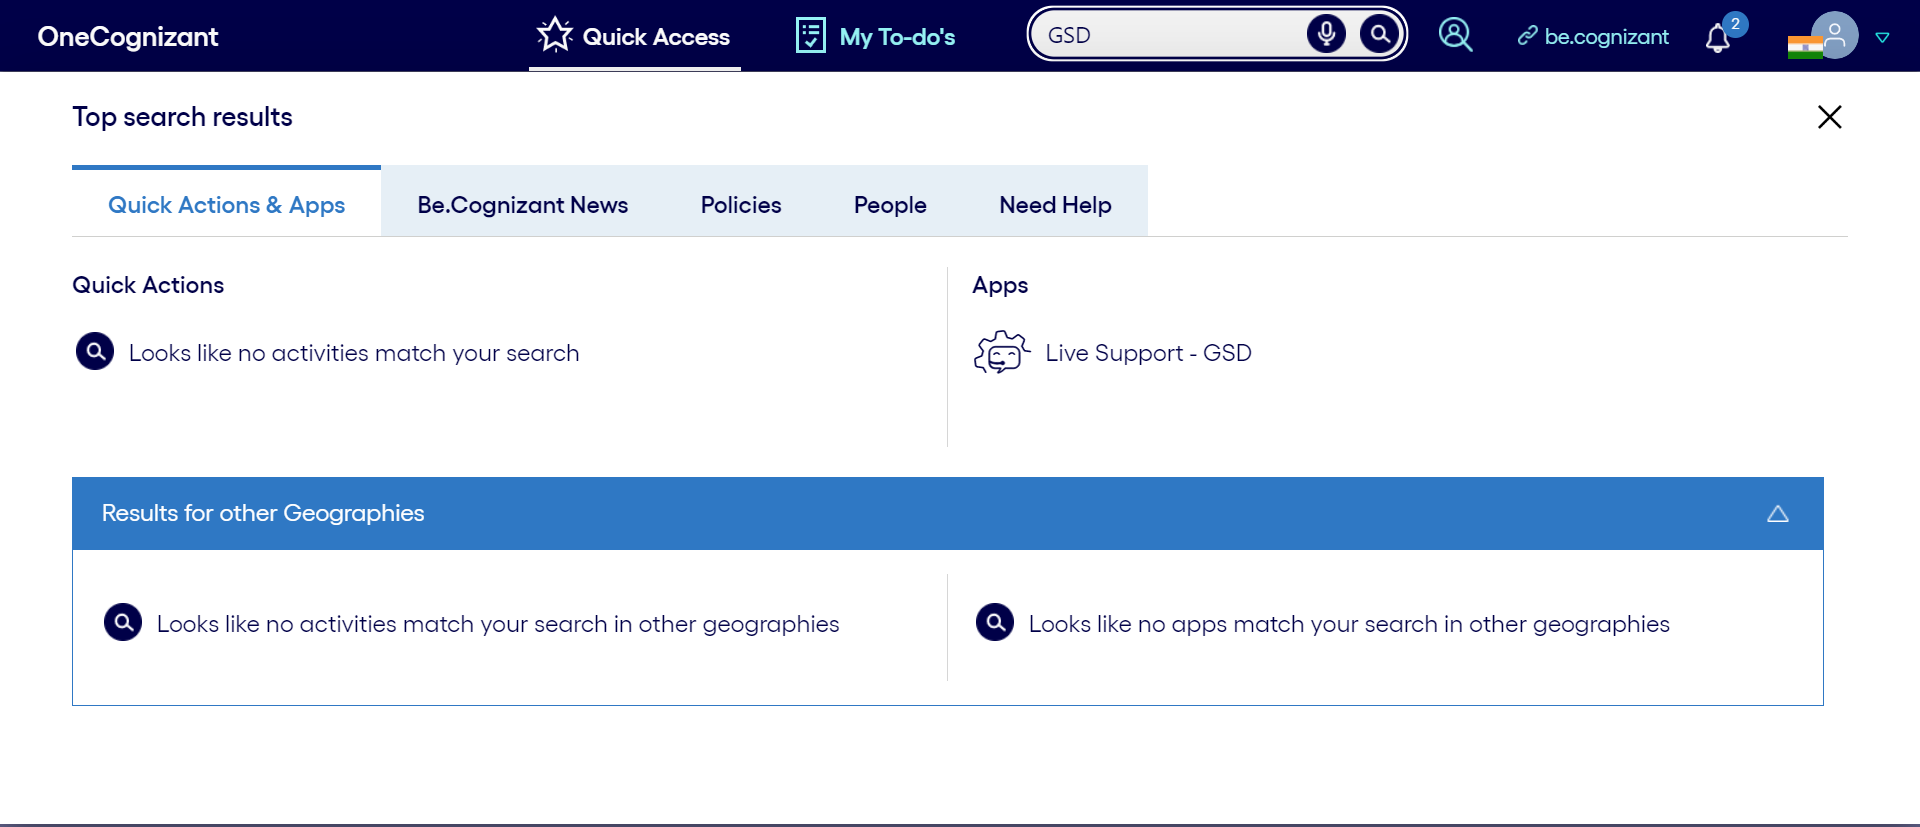 OneCognizant
Quick Access
My To-do's
GSD
be.cognizant
2
Top search results
Quick Actions & Apps
Be.Cognizant News
Policies
People
Need Help
Quick Actions
Apps
Looks like no activities match your search
Live Support - GSD
Results for other Geographies
Looks like no activities match your search in other geographies
Looks like no apps match your search in other geographies